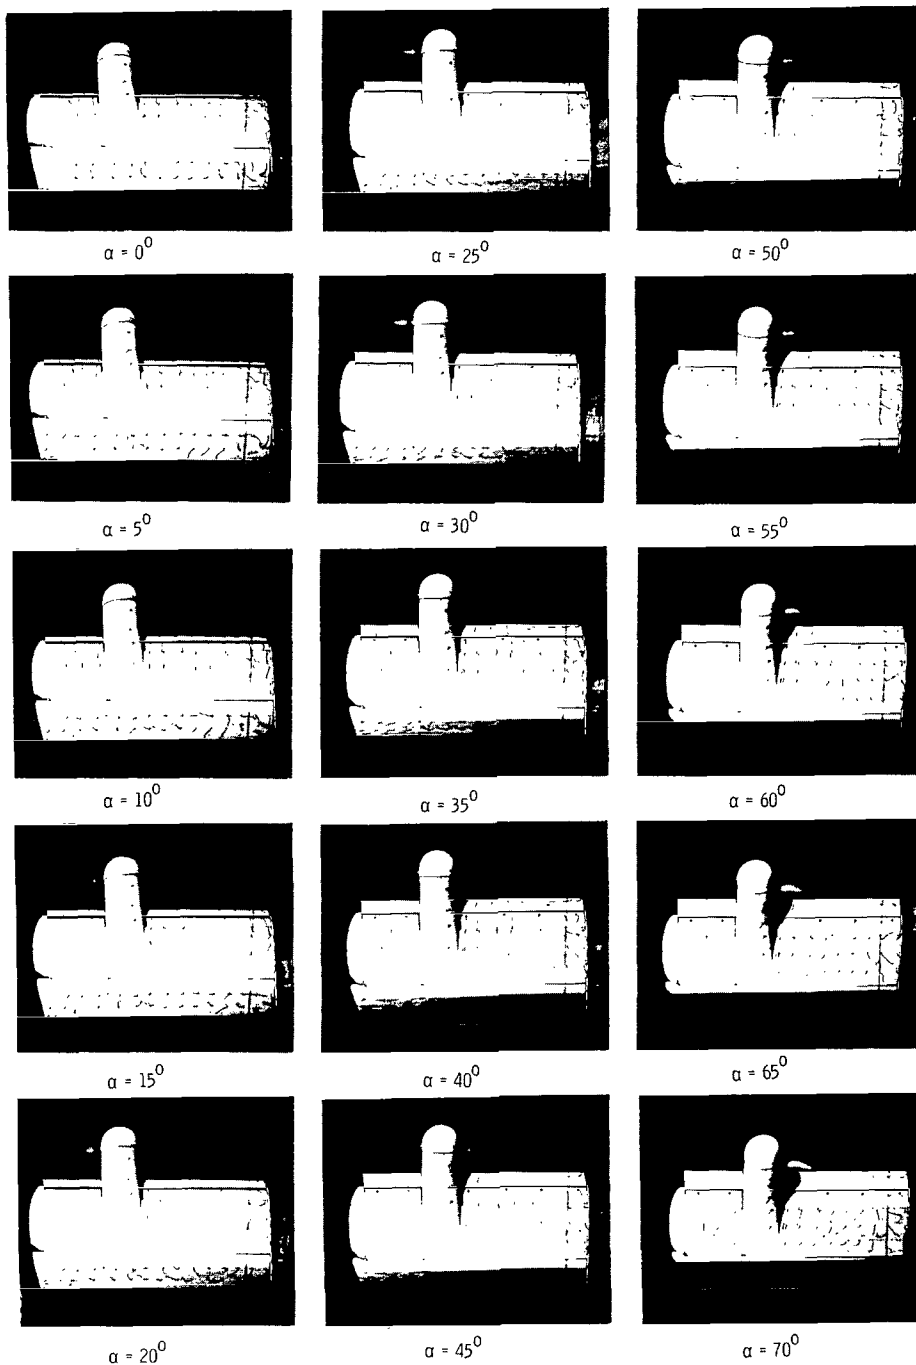 α = 0⁰
α = 25⁰
α = 50⁰
α = 5⁰
α = 30⁰
α = 55⁰
α = 10⁰
α = 35⁰
α = 60⁰
α = 15⁰
α = 40⁰
α = 65⁰
α = 20⁰
α = 45⁰
α = 70⁰